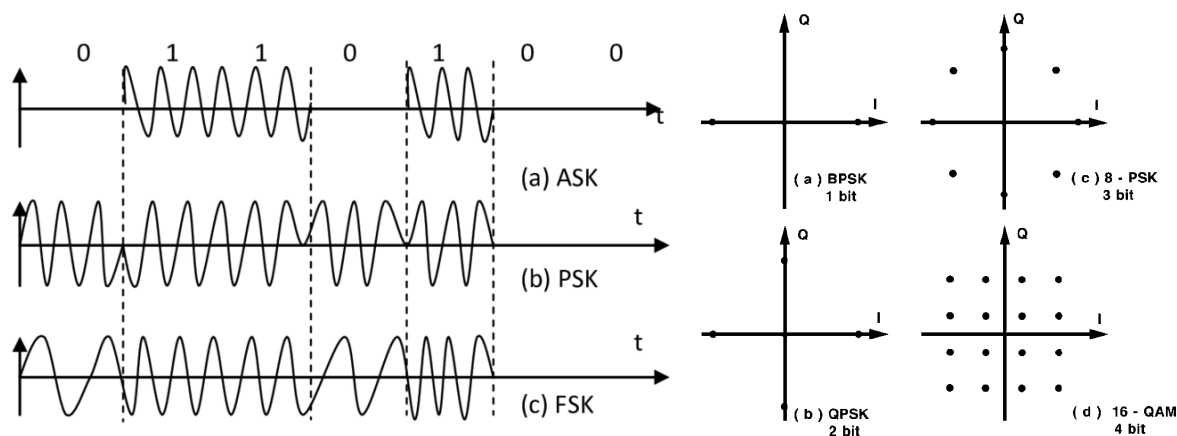 0 1 1 0 1 0 0
t
(a) ASK
t
(b) PSK
t
(c) FSK
Q
I
( a ) BPSK
1 bit
Q
I
( c ) 8 - PSK
3 bit
Q
I
( b ) QPSK
2 bit
Q
I
( d ) 16 - QAM
4 bit